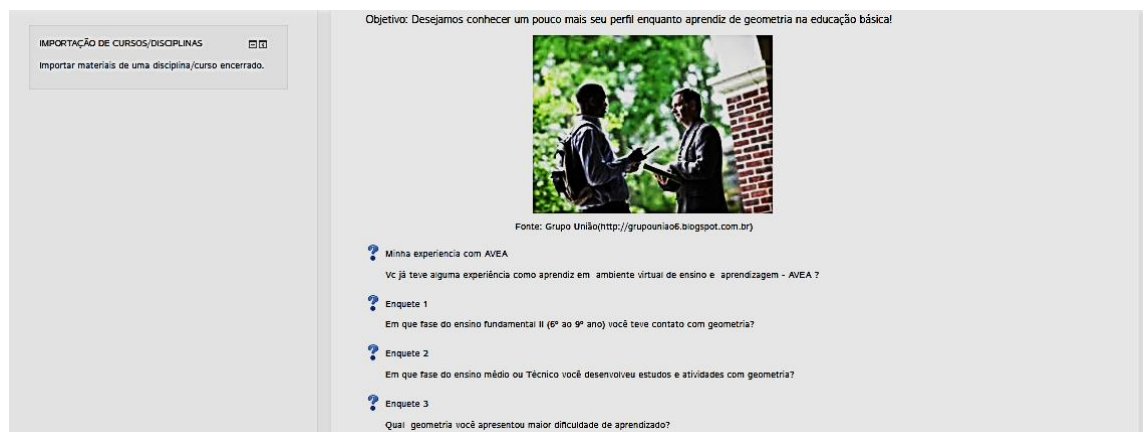 IMPORTAÇÃO DE CURSOS/DISCIPLINAS
Importar materiais de uma disciplina/curso encerrado.
Objetivo: Desejamos conhecer um pouco mais seu perfil enquanto aprendiz de geometria na educação básica!
Fonte: Grupo União(http://grupouniao6.blogspot.com.br)
Minha experiencia com AVEA
Vc já teve alguma experiência como aprendiz em ambiente virtual de ensino e aprendizagem - AVEA ?
Enquete 1
Em que fase do ensino fundamental II (6º ao 9º ano) você teve contato com geometria?
Enquete 2
Em que fase do ensino médio ou Técnico você desenvolveu estudos e atividades com geometria?
Enquete 3
Qual geometria você apresentou maior dificuldade de aprendizado?